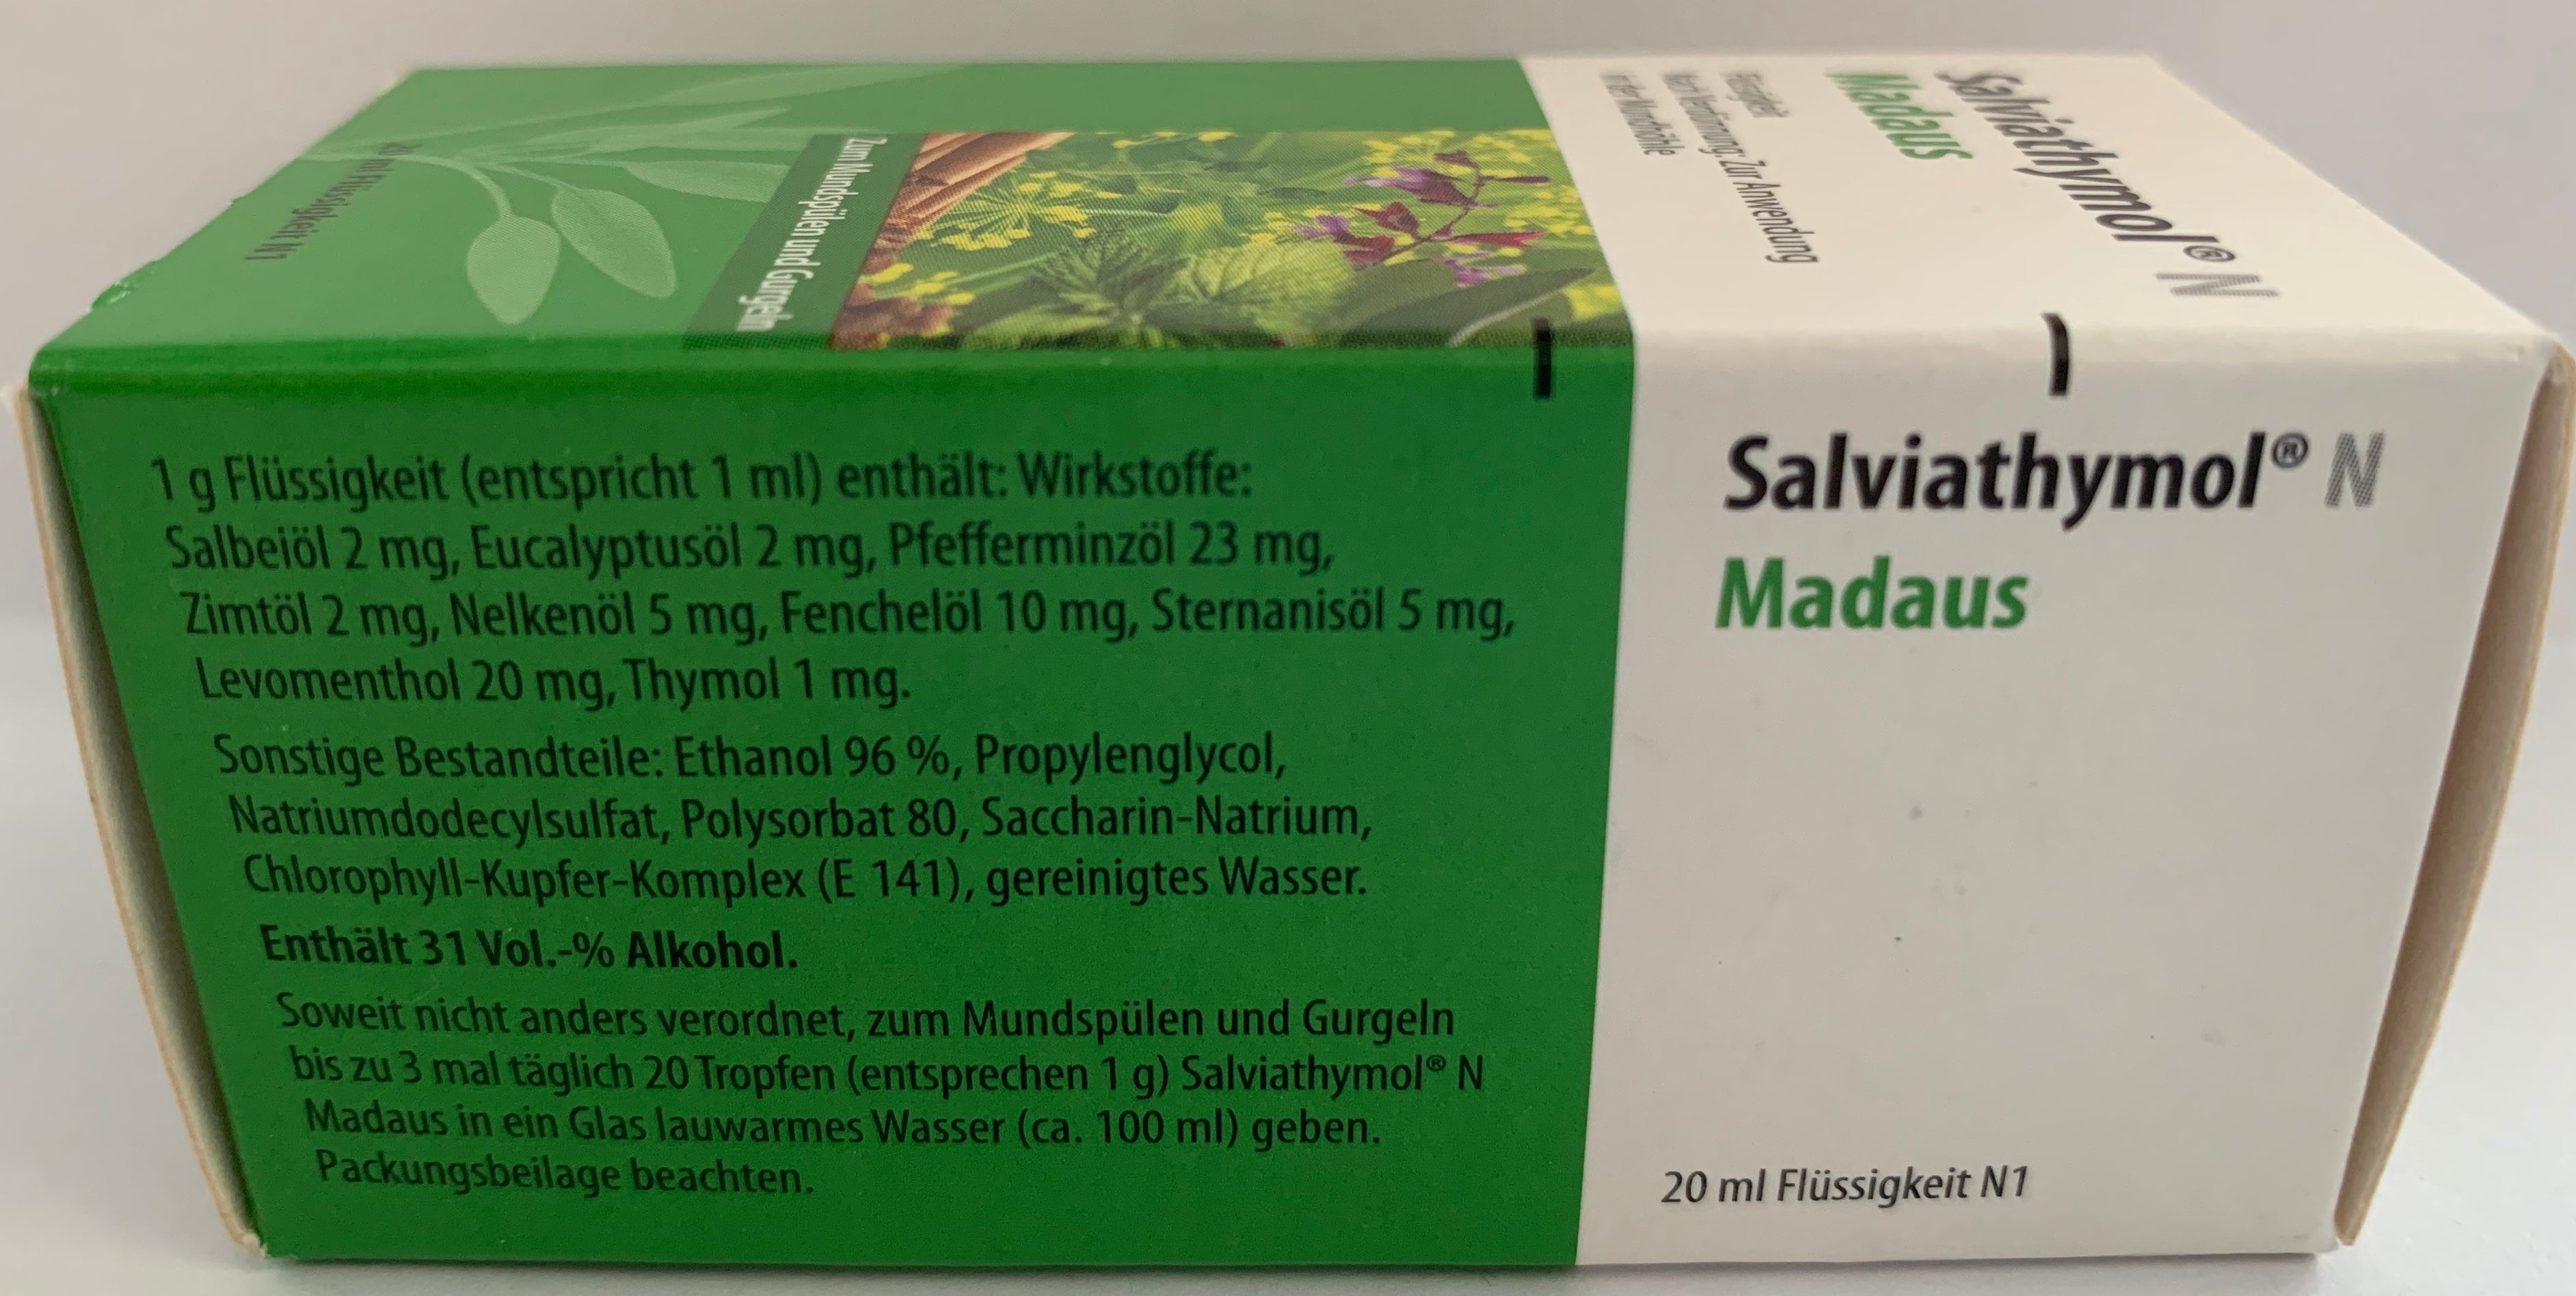 Salviathymol® N
Madaus
Flüssigkeit
Nach Verdünnung: Zur Anwendung
in der Mundhöhle
Zum Mundspülen und Gurgeln
20 ml Flüssigkeit N1
1 g Flüssigkeit (entspricht 1 ml) enthält: Wirkstoffe:
Salbeiöl 2 mg, Eucalyptusöl 2 mg, Pfefferminzöl 23 mg,
Zimtöl 2 mg, Nelkenöl 5 mg, Fenchelöl 10 mg, Sternanisöl 5 mg,
Levomenthol 20 mg, Thymol 1 mg.
Sonstige Bestandteile: Ethanol 96 %, Propylenglycol,
Natriumdodecylsulfat, Polysorbat 80, Saccharin-Natrium,
Chlorophyll-Kupfer-Komplex (E 141), gereinigtes Wasser.
Enthält 31 Vol.-% Alkohol.
Soweit nicht anders verordnet, zum Mundspülen und Gurgeln
bis zu 3 mal täglich 20 Tropfen (entsprechen 1 g) Salviathymol® N
Madaus in ein Glas lauwarmes Wasser (ca. 100 ml) geben.
Packungsbeilage beachten.
Salviathymol® N
Madaus
20 ml Flüssigkeit N1